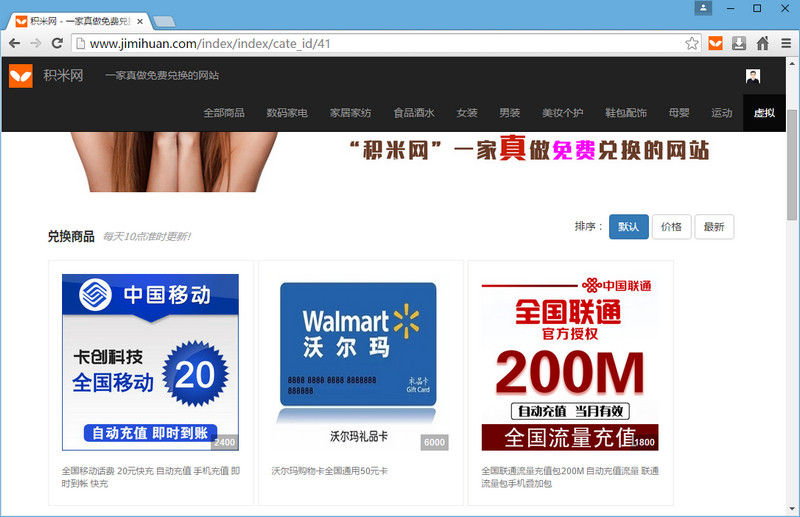 积米网 - 一家真做免费兑
www.jimihuan.com/index/index/cate_id/41
积米网 一家真做免费兑换的网站
全部商品 数码家电 家居家纺 食品酒水 女装 男装 美妆个护 鞋包配饰 母婴 运动 虚拟
“积米网”一家真做免费兑换的网站
兑换商品 每天10点准时更新!
排序： 默认 价格 最新
中国移动
卡创科技
全国移动 20
自动充值 即时到账
2400
全国移动话费 20元快充 自动充值 手机充值 即
时到帐 快充
Walmart
沃尔玛
8888 8888 8888 8888888
888888
礼品卡
Gift Card
沃尔玛礼品卡
6000
沃尔玛购物卡全国通用50元卡
中国联通
全国联通
官方授权
200M
自动充值 当月有效
全国流量充值
1800
全国联通流量充值包200M 自动充值流量 联通
流量包手机叠加包